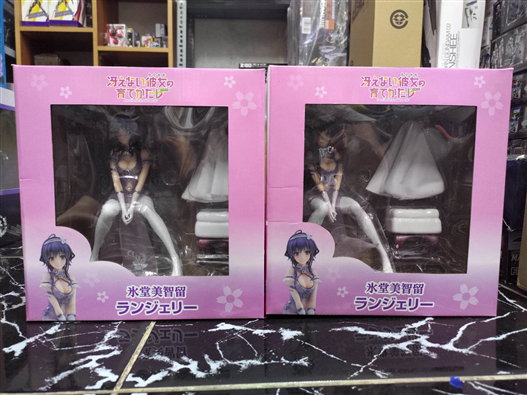 冴えない彼女の
育てかた♭
氷堂美智留
ランジェリー
冴えない彼女の
育てかた♭
氷堂美智留
ランジェリー